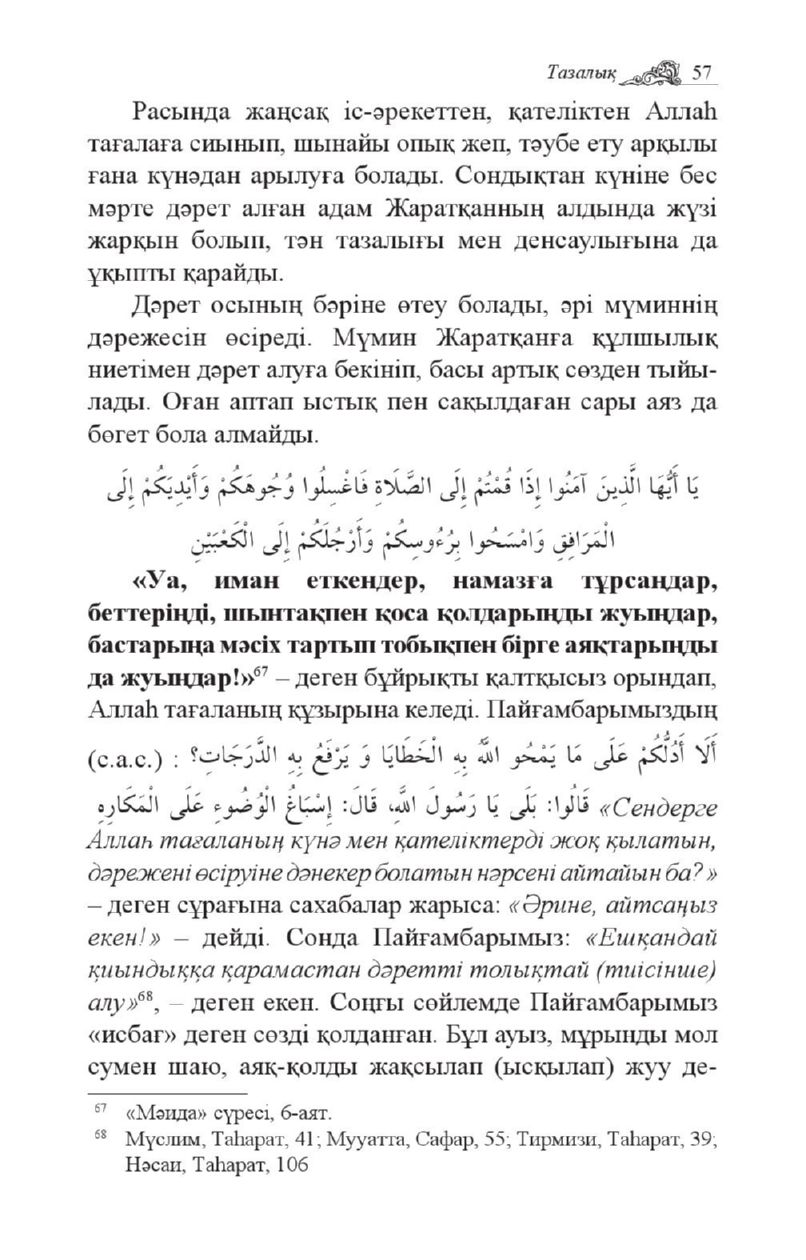 Тазалық 57
Расында жаңсақ іс-әрекеттен, қателіктен Аллаһ
тағалаға сиынып, шынайы опық жеп, тәубе ету арқылы
ғана күнәдан арылуға болады. Сондықтан күніне бес
мәрте дәрет алған адам Жаратқанның алдында жүзі
жарқын болып, тән тазалығы мен денсаулығына да
ұқыпты қарайды.
Дәрет осының бәріне өтеу болады, әрі мүминнің
дәрежесін өсіреді. Мүмин Жаратқанға құлшылық
ниетімен дәрет алуға бекініп, басы артық сөзден тыйы-
лады. Оған аптап ыстық пен сақылдаған сары аяз да
бөгет бола алмайды.
يَا أَيُّهَا الَّذِينَ آمَنُوا إِذَا قُمْتُمْ إِلَى الصَّلَاةِ فَاغْسِلُوا وُجُوهَكُمْ وَأَيْدِيَكُمْ إِلَى
الْمَرَافِقِ وَامْسَحُوا بِرُءُوسِكُمْ وَأَرْجُلَكُمْ إِلَى الْكَعْبَيْنِ
«Уа, иман еткендер, намазға тұрсаңдар,
беттеріңді, шынтақпен қоса қолдарыңды жуыңдар,
бастарыңа мәсіх тартып тобықпен бірге аяқтарыңды
да жуыңдар!»⁶⁷ – деген бұйрықты қалтқысыз орындап,
Аллаһ тағаланың құзырына келеді. Пайғамбарымыздың
(с.а.с.) : أَلَا أَدُلُّكُمْ عَلَى مَا يَمْحُو اللهُ بِهِ الْخَطَايَا وَ يَرْفَعُ بِهِ الدَّرَجَاتِ؟
قَالُوا: بَلَى يَا رَسُولَ اللهِ، قَالَ: إِسْبَاغُ الْوُضُوءِ عَلَى الْمَكَارِهِ «Сендерге
Аллаһ тағаланың күнә мен қателіктерді жоқ қылатын,
дәрежені өсіруіне дәнекер болатын нәрсені айтайын ба?»
– деген сұрағына сахабалар жарыса: «Әрине, айтсаңыз
екен!» – дейді. Сонда Пайғамбарымыз: «Ешқандай
қиындыққа қарамастан дәретті толықтай (тиісінше)
алу»⁶⁸, – деген екен. Соңғы сөйлемде Пайғамбарымыз
«исбағ» деген сөзді қолданған. Бұл ауыз, мұрынды мол
сумен шаю, аяқ-қолды жақсылап (ысқылап) жуу де-
⁶⁷ «Мәида» сүресі, 6-аят.
⁶⁸ Мүслим, Таһарат, 41; Мууатта, Сафар, 55; Тирмизи, Таһарат, 39;
Нәсаи, Таһарат, 106